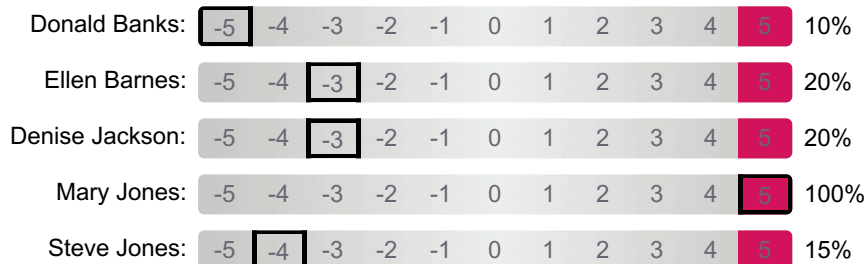 Donald Banks: -5 -4 -3 -2 -1 0 1 2 3 4 5 10%
Ellen Barnes: -5 -4 -3 -2 -1 0 1 2 3 4 5 20%
Denise Jackson: -5 -4 -3 -2 -1 0 1 2 3 4 5 20%
Mary Jones: -5 -4 -3 -2 -1 0 1 2 3 4 5 100%
Steve Jones: -5 -4 -3 -2 -1 0 1 2 3 4 5 15%